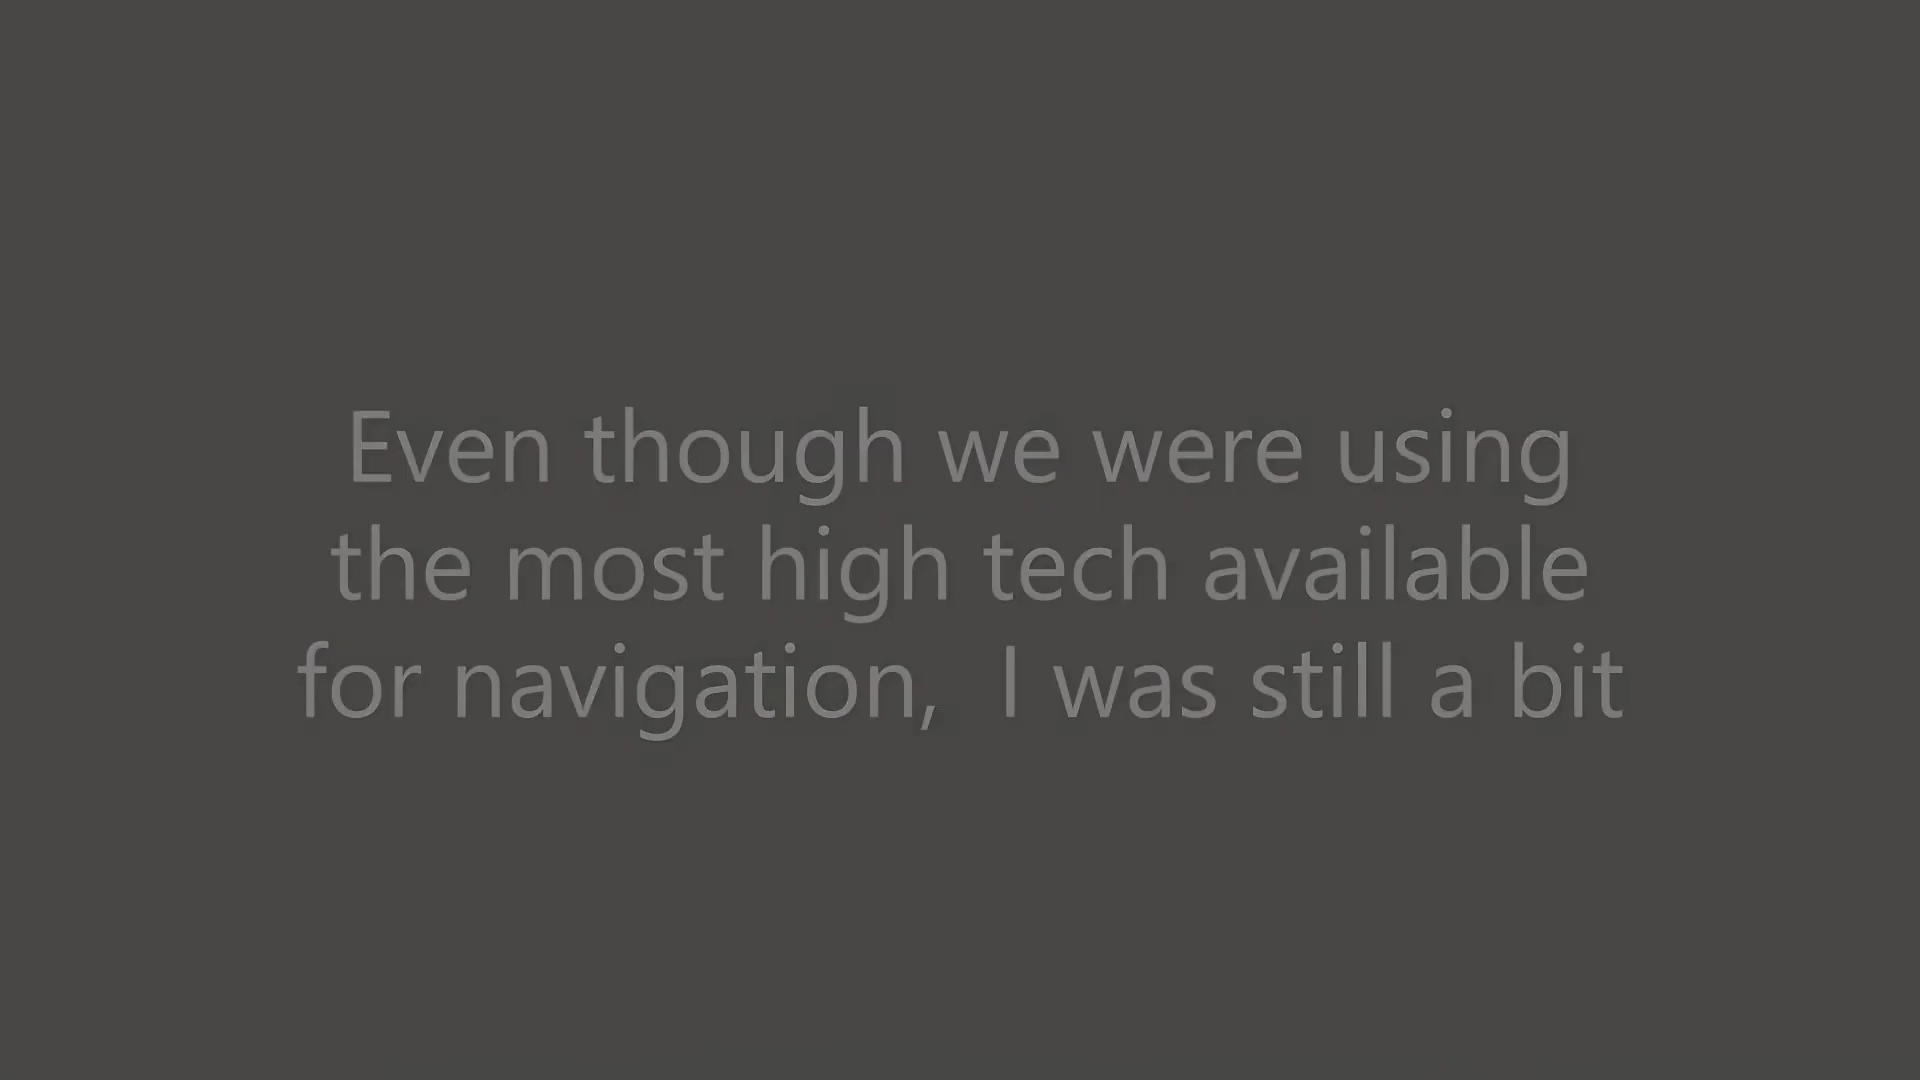 Even though we were using
the most high tech available
for navigation,  I was still a bit